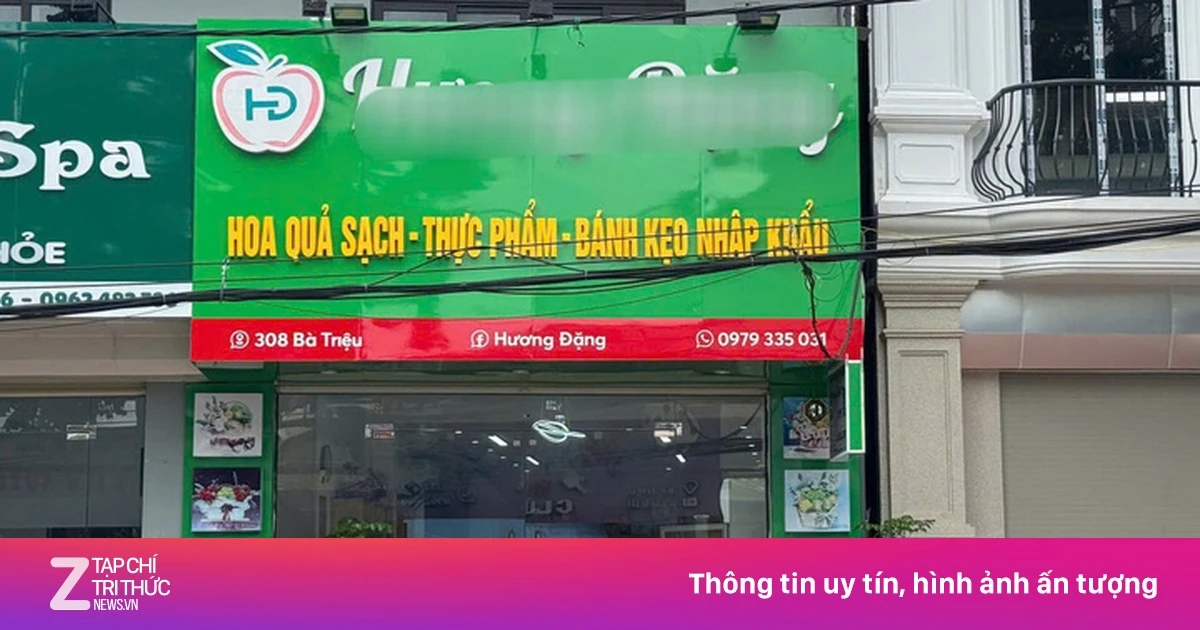 HD
Spa
HOA QUẢ SẠCH - THỰC PHẨM - BÁNH KẸO NHẬP KHẨU
308 Bà Triệu
Hương Đặng
0979 335 031
Z TẠP CHÍ
TRI THỨC
NEWS.VN
Thông tin uy tín, hình ảnh ấn tượng